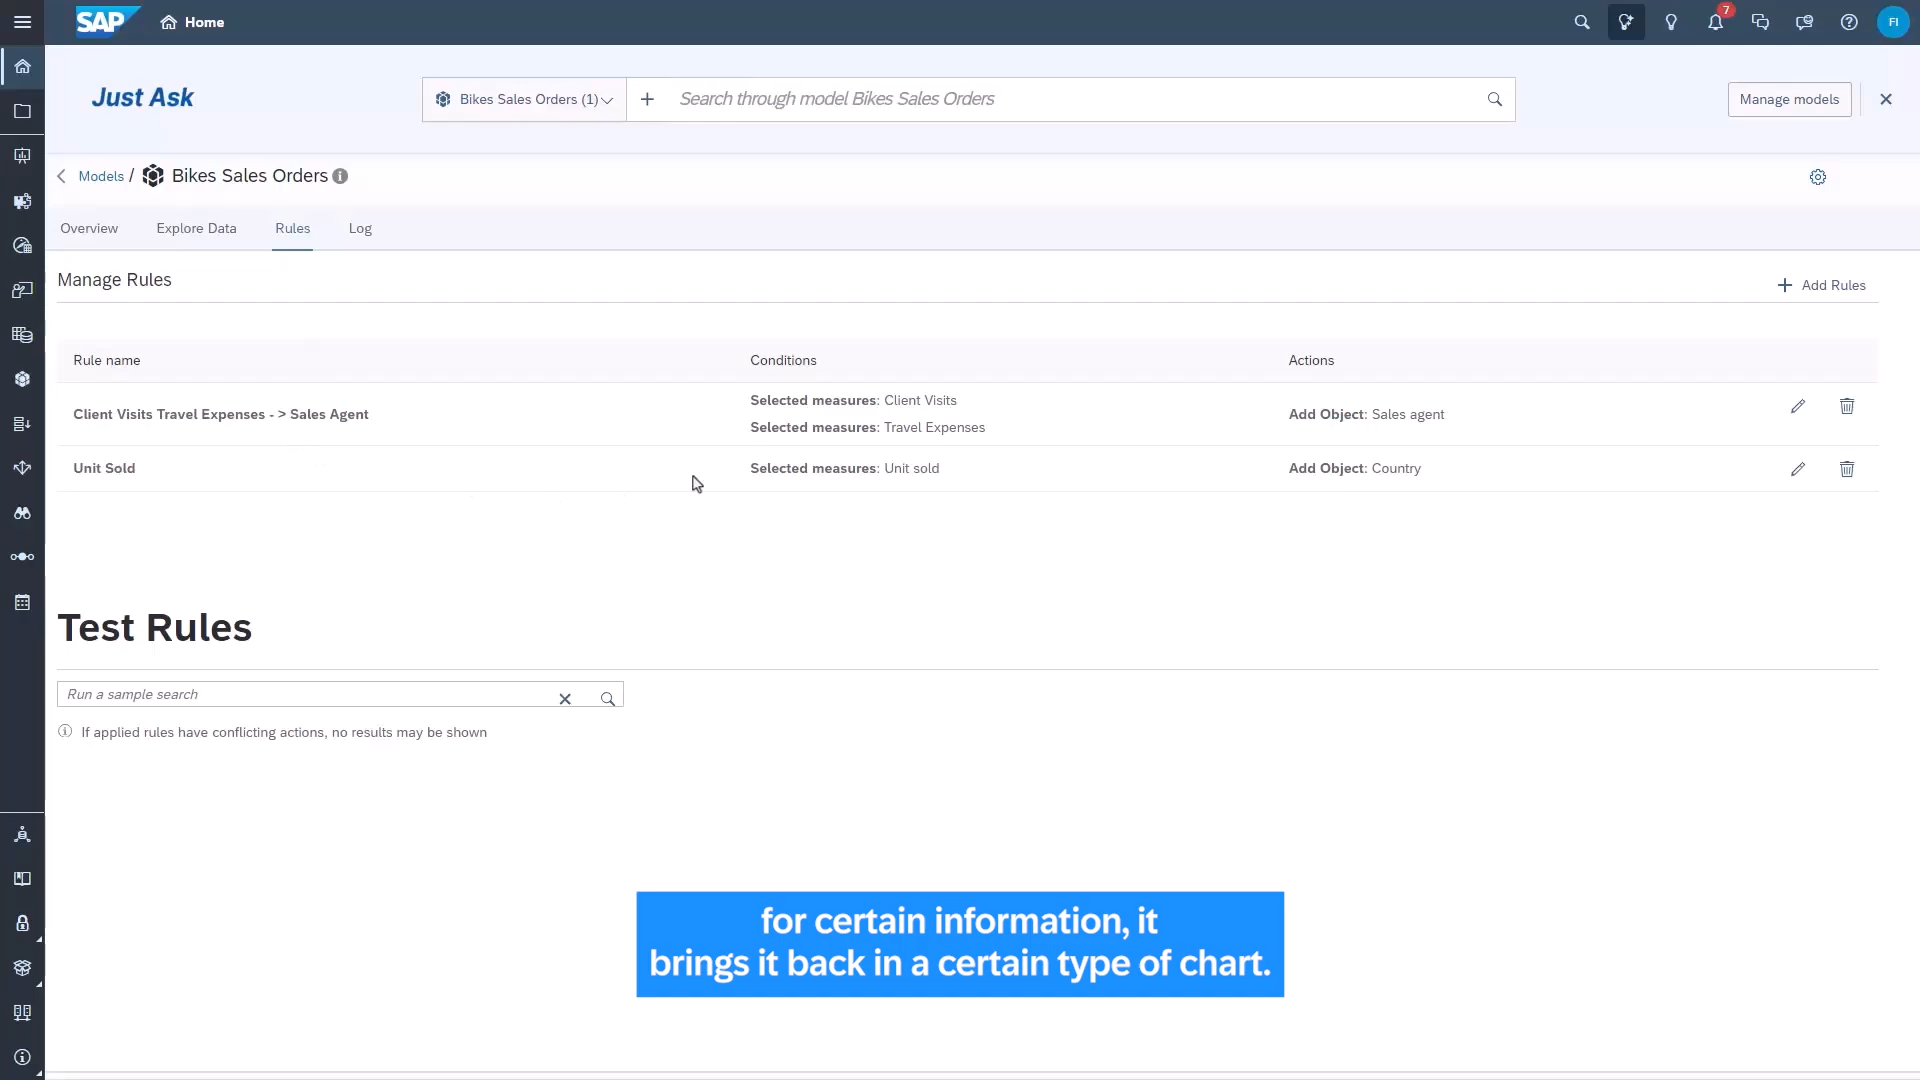 SAP
Home
7
FI
Just Ask
Bikes Sales Orders (1)
Search through model Bikes Sales Orders
Manage models
Models / Bikes Sales Orders
Overview
Explore Data
Rules
Log
Manage Rules
Add Rules
Rule name
Conditions
Actions
Client Visits Travel Expenses - > Sales Agent
Selected measures: Client Visits
Selected measures: Travel Expenses
Add Object: Sales agent
Unit Sold
Selected measures: Unit sold
Add Object: Country
Test Rules
Run a sample search
If applied rules have conflicting actions, no results may be shown
for certain information, it
brings it back in a certain type of chart.